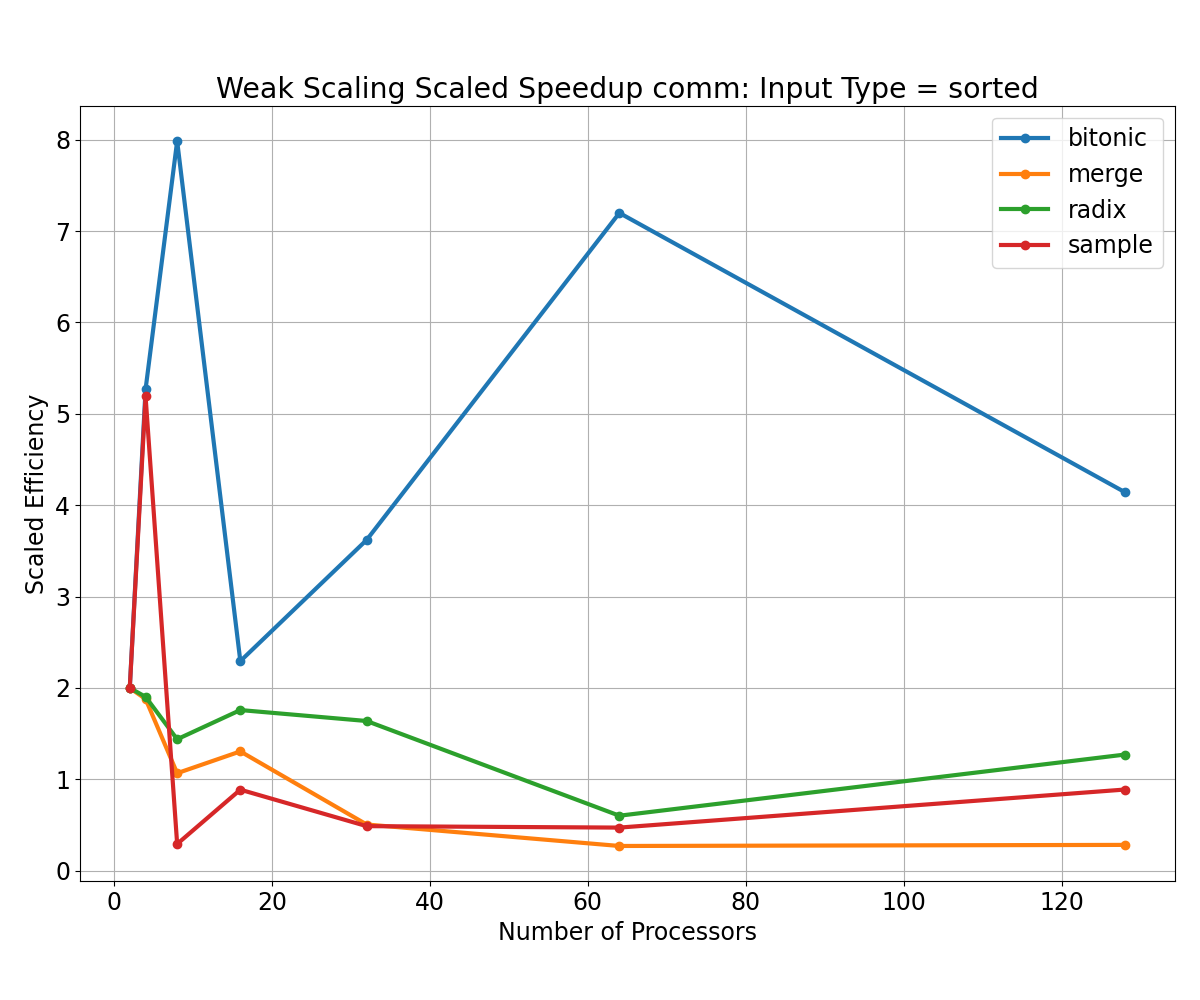 Weak Scaling Scaled Speedup comm: Input Type = sorted
bitonic
merge
radix
sample
Scaled Efficiency
8
7
6
5
4
3
2
1
0
0 20 40 60 80 100 120
Number of Processors